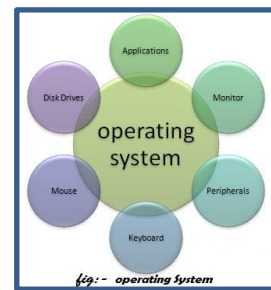 Applications
Disk Drives
Monitor
operating
system
Mouse
Peripherals
Keyboard
fig:- operating System